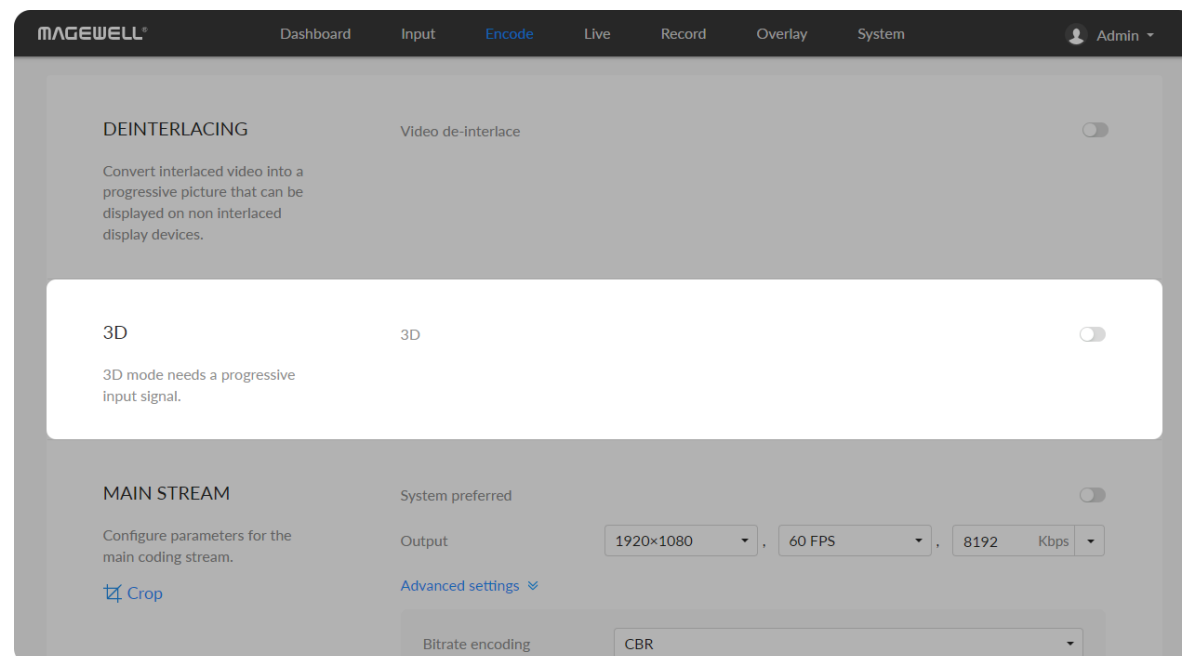 MAGEWELL®
Dashboard Input Encode Live Record Overlay System Admin
DEINTERLACING
Video de-interlace
Convert interlaced video into a
progressive picture that can be
displayed on non interlaced
display devices.
3D
3D
3D mode needs a progressive
input signal.
MAIN STREAM
System preferred
Configure parameters for the
main coding stream.
Crop
Output 1920×1080 , 60 FPS , 8192 Kbps
Advanced settings
Bitrate encoding CBR